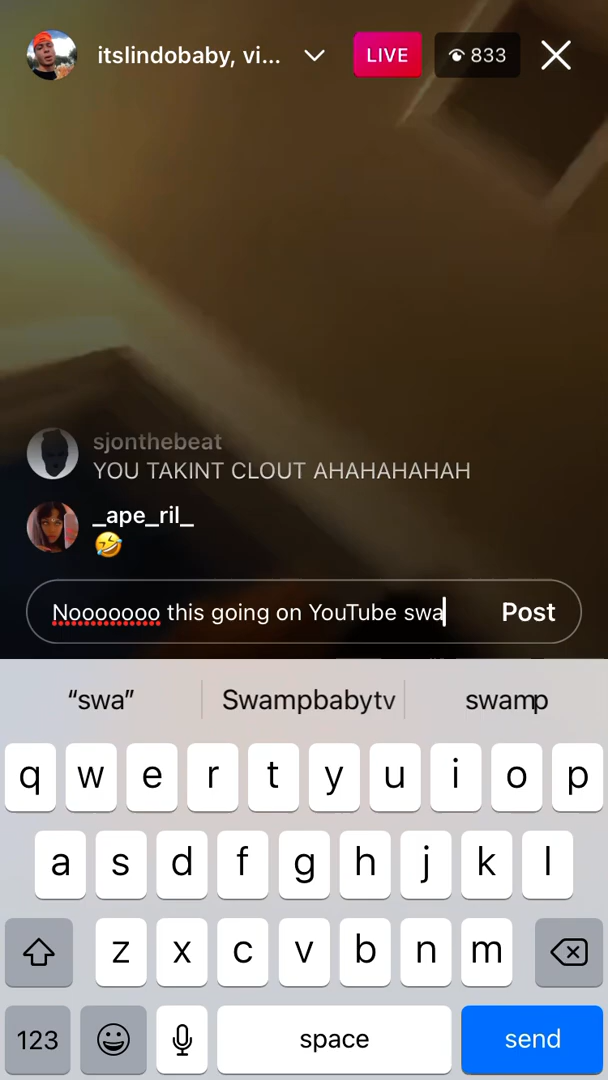 itslindobaby, vi...
LIVE
833
sjonthebeat
YOU TAKINT CLOUT AHAHAHAHAH
_ape_ril_
🤣
Nooooooo this going on YouTube swa
Post
“swa” Swampbabytv swamp
q w e r t y u i o p
a s d f g h j k l
z x c v b n m
123 space send